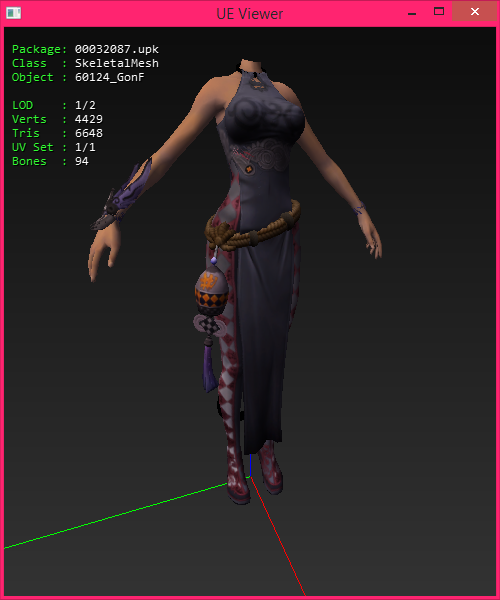 UE Viewer
Package: 00032087.upk
Class : SkeletalMesh
Object : 60124_GonF
LOD : 1/2
Verts : 4429
Tris : 6648
UV Set : 1/1
Bones : 94